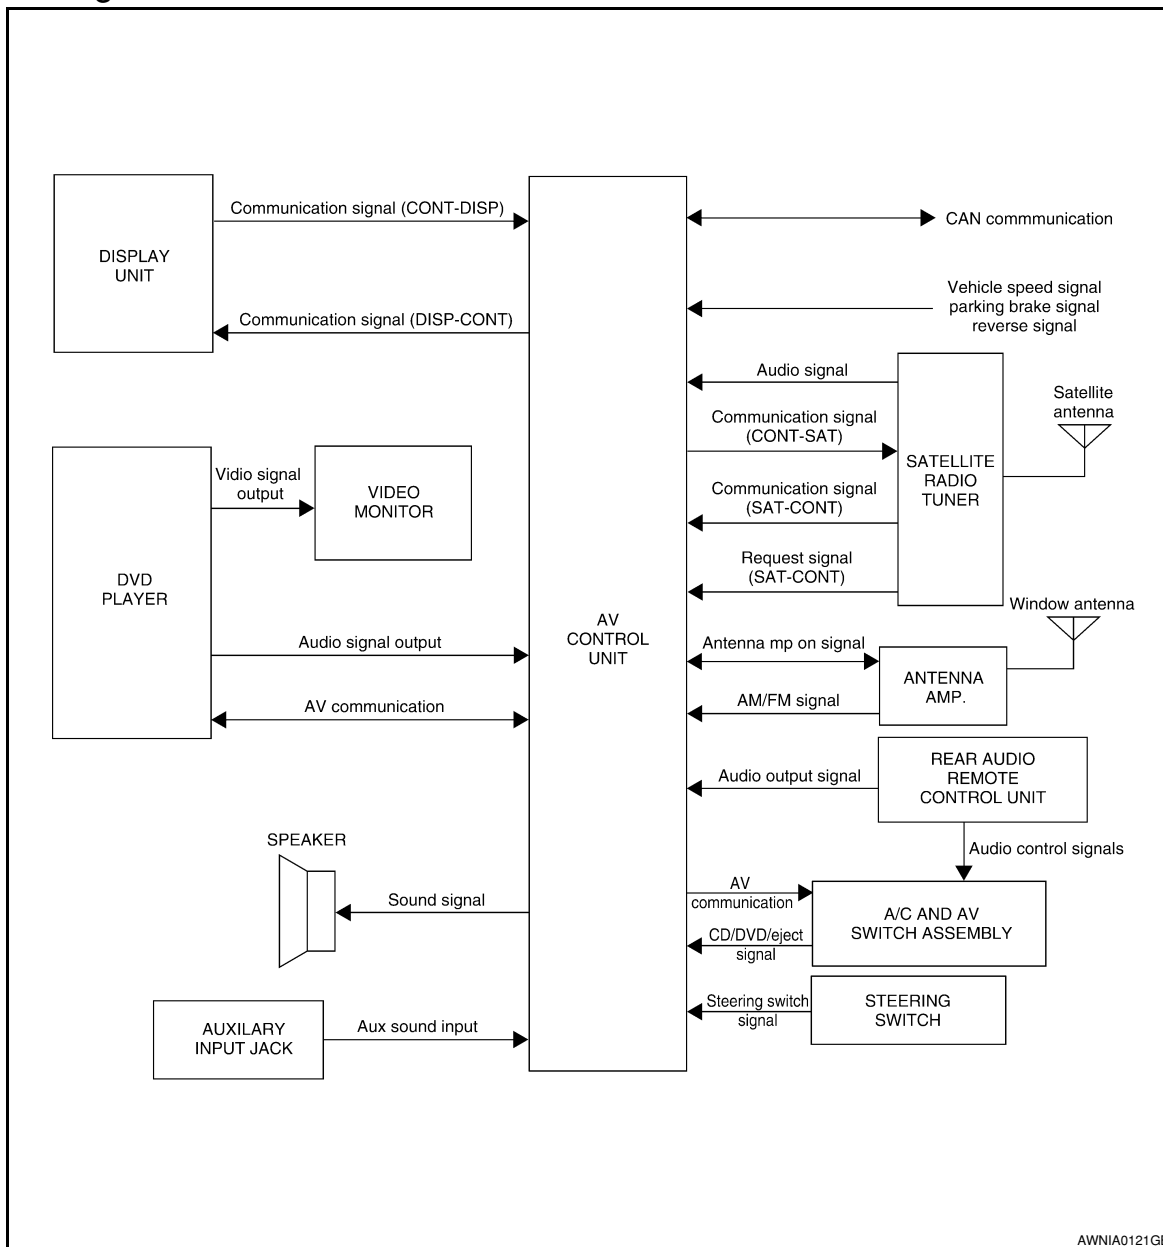 Communication signal (CONT-DISP)
DISPLAY
UNIT
Communication signal (DISP-CONT)
Vidio signal
output
VIDEO
MONITOR
DVD
PLAYER
Audio signal output
AV communication
SPEAKER
Sound signal
AUXILARY
INPUT JACK
Aux sound input
AV
CONTROL
UNIT
CAN commmunication
Vehicle speed signal
parking brake signal
reverse signal
Audio signal
Communication signal
(CONT-SAT)
Communication signal
(SAT-CONT)
Request signal
(SAT-CONT)
SATELLITE
RADIO
TUNER
Satellite
antenna
Window antenna
Antenna mp on signal
AM/FM signal
ANTENNA
AMP.
Audio output signal
REAR AUDIO
REMOTE
CONTROL UNIT
Audio control signals
AV
communication
CD/DVD/eject
signal
A/C AND AV
SWITCH ASSEMBLY
Steering switch
signal
STEERING
SWITCH